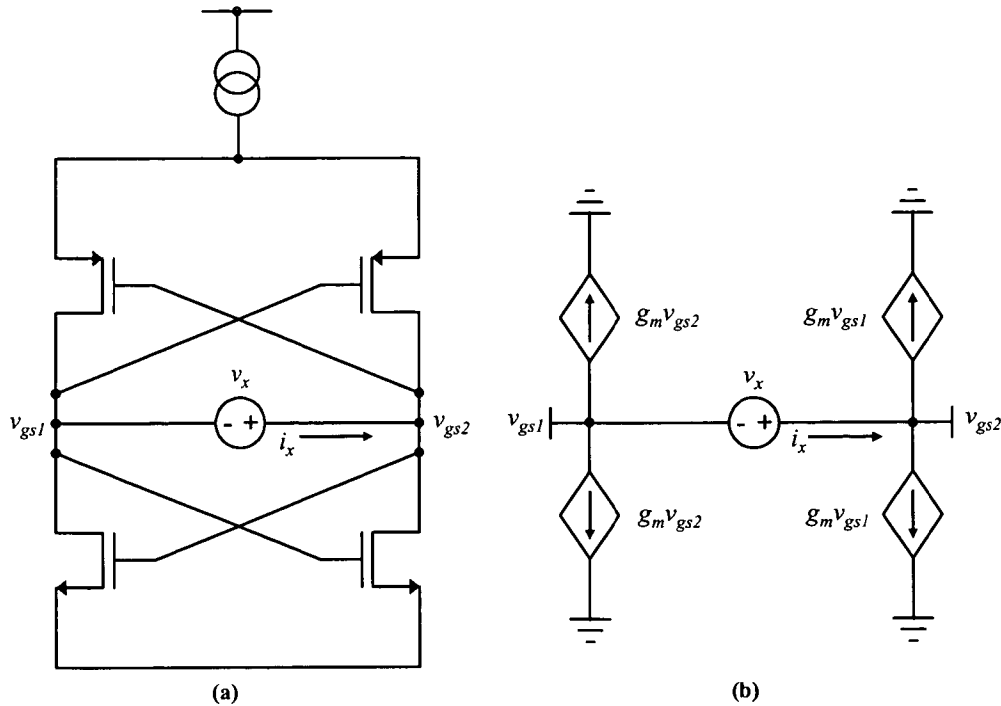 v_x
v_gs1 - + v_gs2
i_x
(a)
g_m v_gs2 g_m v_gs1
v_x
v_gs1 - + v_gs2
i_x
g_m v_gs2 g_m v_gs1
(b)